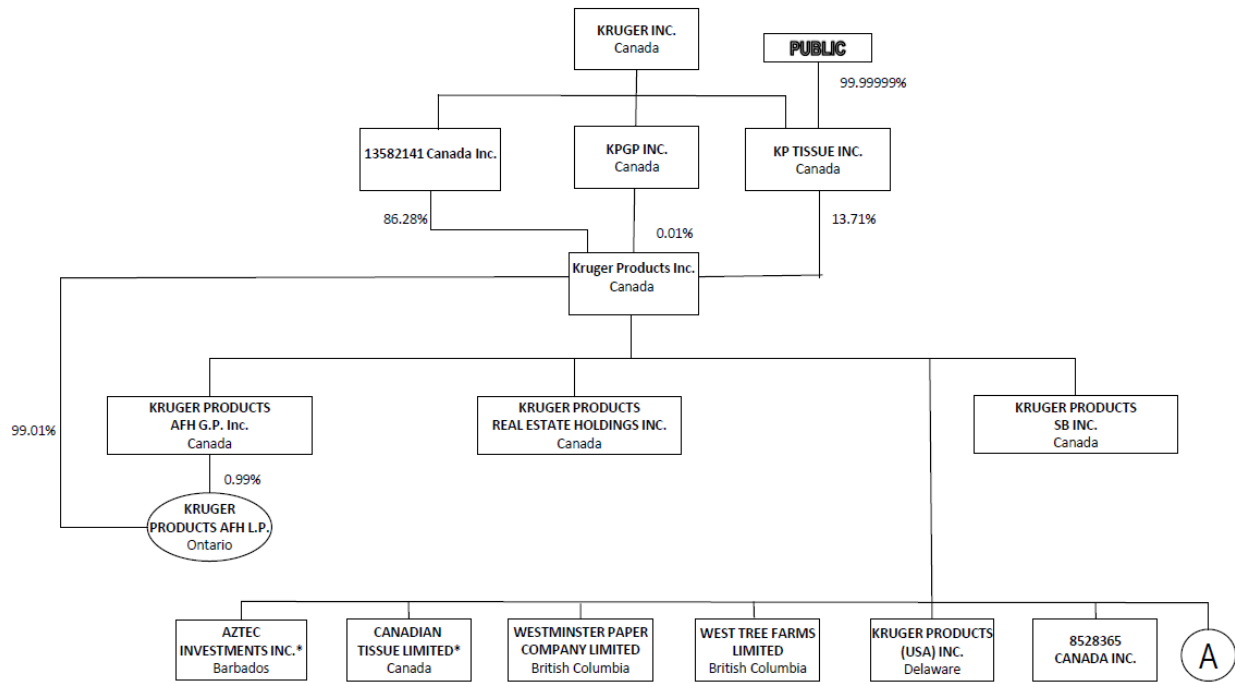 KRUGER INC.
Canada
PUBLIC
99.99999%
13582141 Canada Inc.
KPGP INC.
Canada
KP TISSUE INC.
Canada
86.28%
0.01%
13.71%
Kruger Products Inc.
Canada
KRUGER PRODUCTS
AFH G.P. Inc.
Canada
KRUGER PRODUCTS
REAL ESTATE HOLDINGS INC.
Canada
KRUGER PRODUCTS
SB INC.
Canada
99.01%
0.99%
KRUGER
PRODUCTS AFH L.P.
Ontario
AZTEC
INVESTMENTS INC.*
Barbados
CANADIAN
TISSUE LIMITED*
Canada
WESTMINSTER PAPER
COMPANY LIMITED
British Columbia
WEST TREE FARMS
LIMITED
British Columbia
KRUGER PRODUCTS
(USA) INC.
Delaware
8528365
CANADA INC.
A